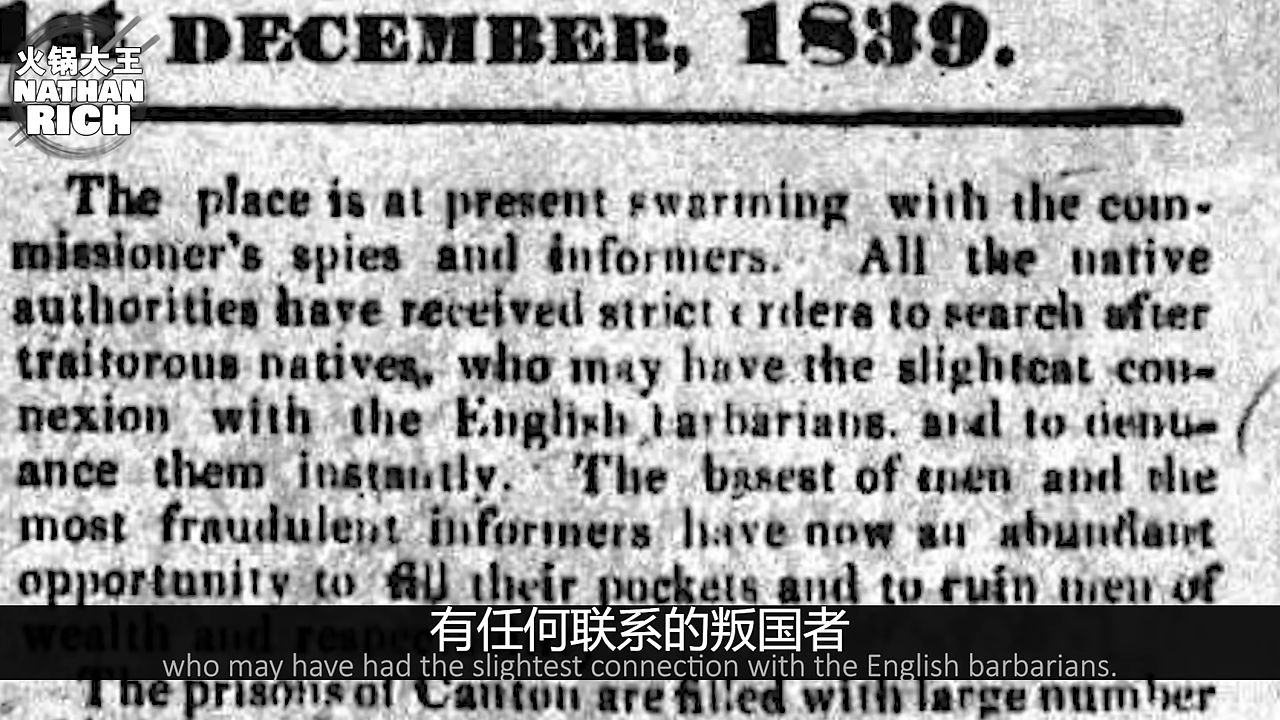 1st DECEMBER, 1839.
火锅大王
NATHAN
RICH
The place is at present swarming with the com-
missioner's spies and informers. All the native
authorities have received strict orders to search after
traitorous natives, who may have the slightest con-
nexion with the English barbarians. and to denu-
ance them instantly. The basest of men and the
most fraudulent informers have now an abundant
opportunity to fill their pockets and to ruin men of
wealth and
有任何联系的叛国者
who may have had the slightest connection with the English barbarians.
The prisons of Canton are filled with large number